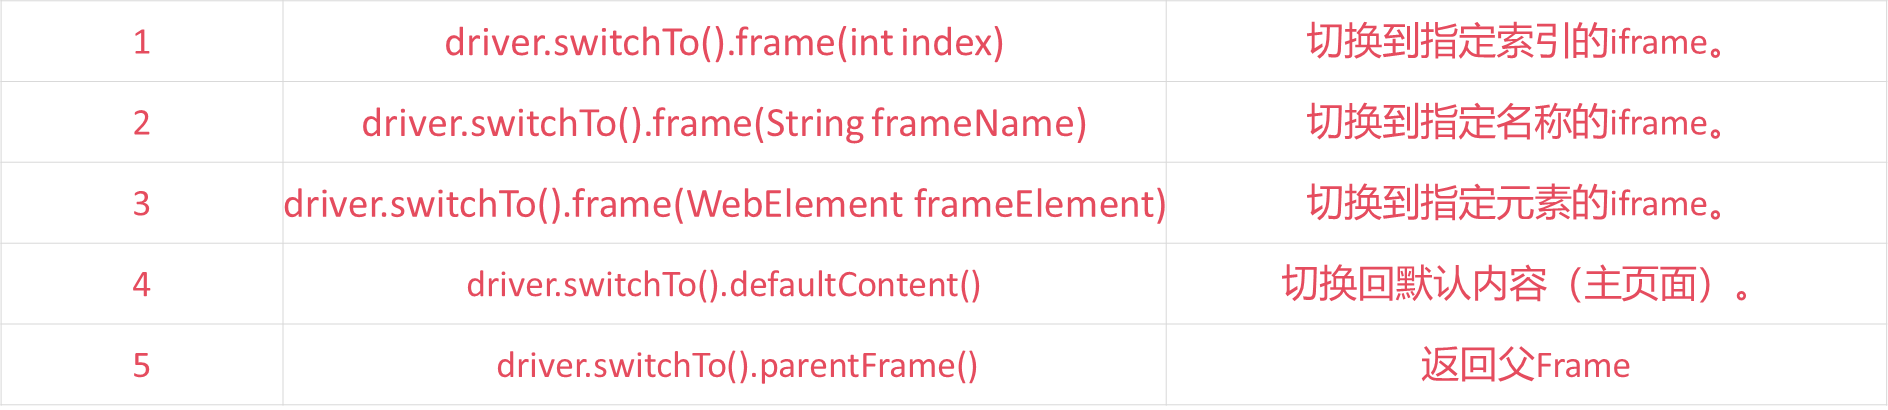 1 driver.switchTo().frame(int index) 切换到指定索引的iframe。
2 driver.switchTo().frame(String frameName) 切换到指定名称的iframe。
3 driver.switchTo().frame(WebElement frameElement) 切换到指定元素的iframe。
4 driver.switchTo().defaultContent() 切换回默认内容（主页面）。
5 driver.switchTo().parentFrame() 返回父Frame